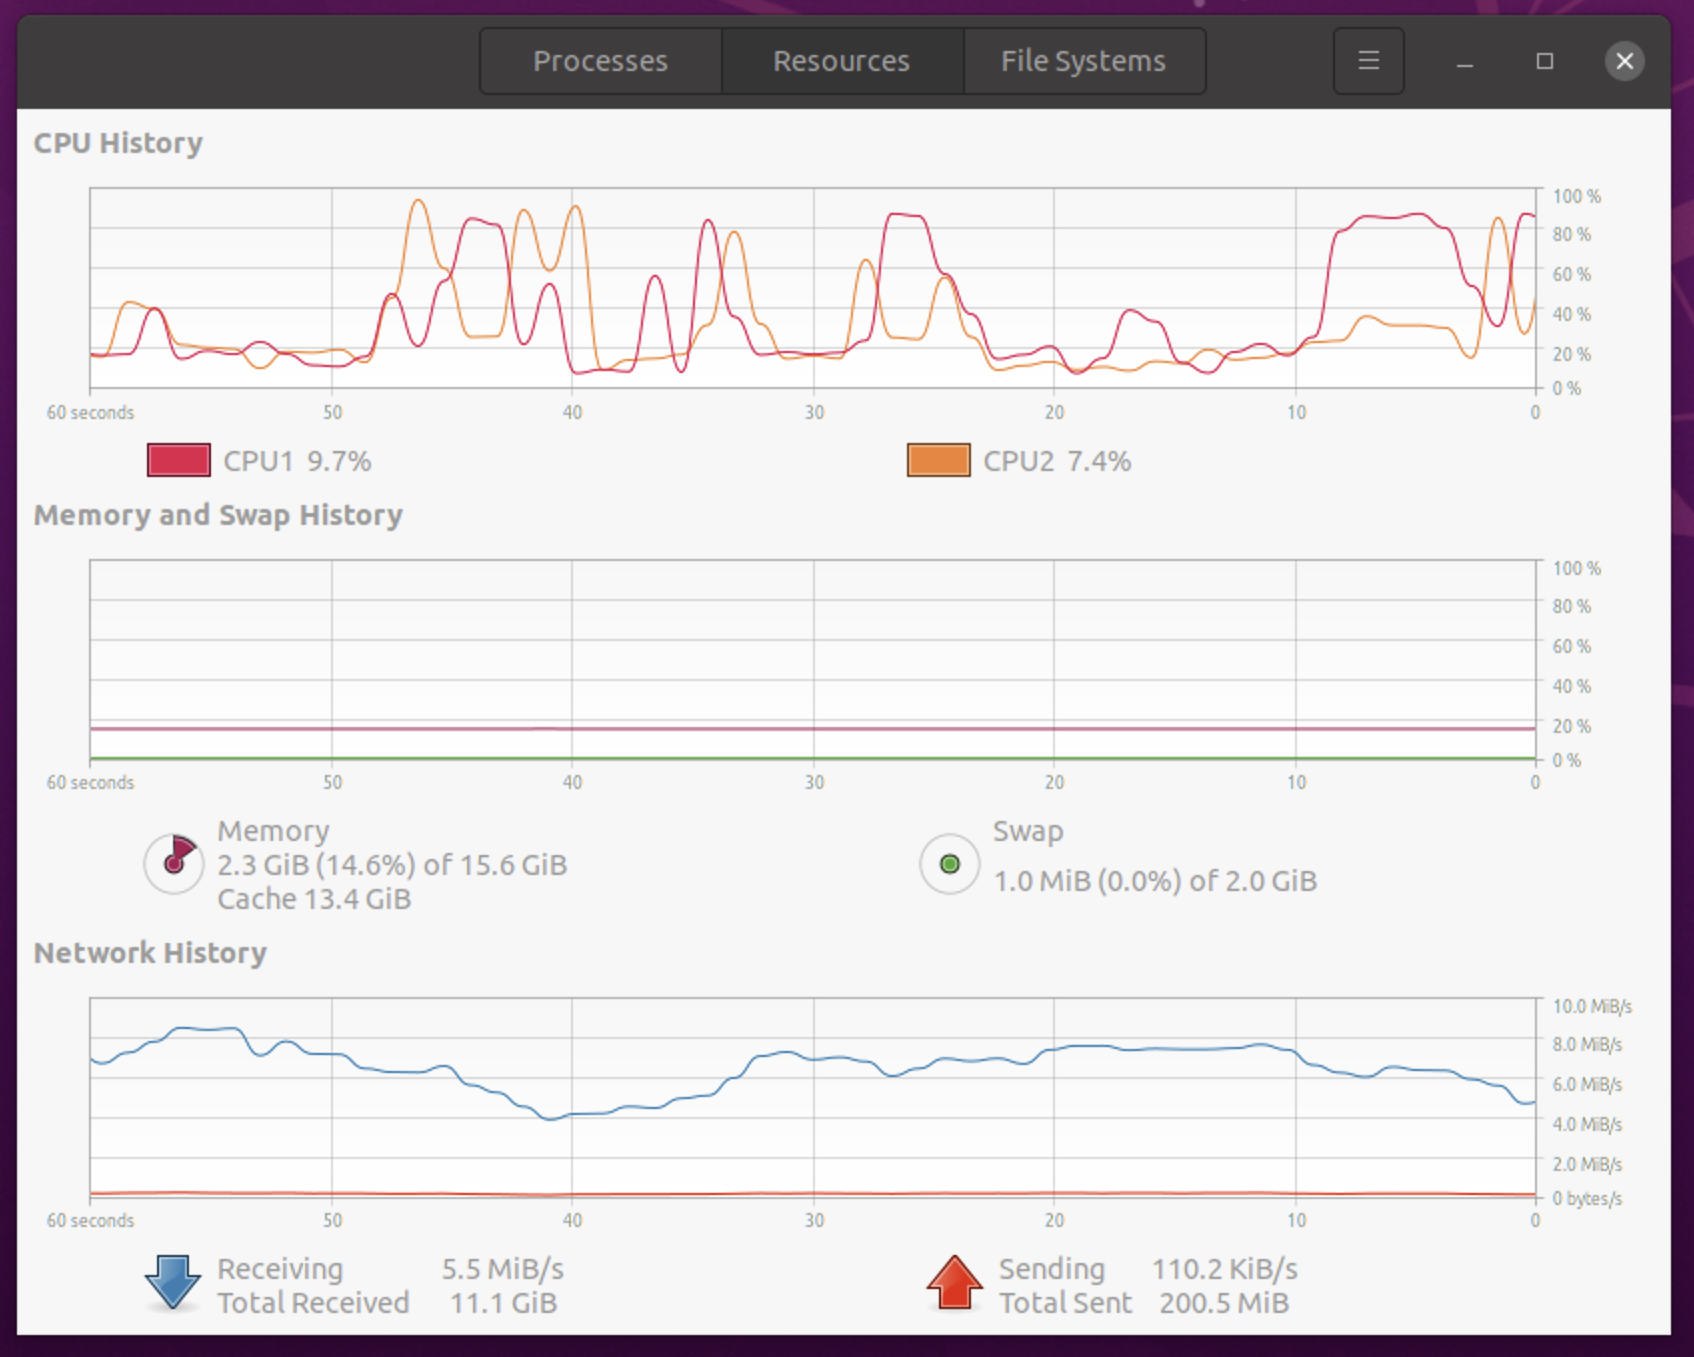 Processes Resources File Systems
CPU History
100 %
80 %
60 %
40 %
20 %
0 %
60 seconds 50 40 30 20 10 0
CPU1 9.7% CPU2 7.4%
Memory and Swap History
100 %
80 %
60 %
40 %
20 %
0 %
60 seconds 50 40 30 20 10 0
Memory
2.3 GiB (14.6%) of 15.6 GiB
Cache 13.4 GiB
Swap
1.0 MiB (0.0%) of 2.0 GiB
Network History
10.0 MiB/s
8.0 MiB/s
6.0 MiB/s
4.0 MiB/s
2.0 MiB/s
0 bytes/s
60 seconds 50 40 30 20 10 0
Receiving 5.5 MiB/s
Total Received 11.1 GiB
Sending 110.2 KiB/s
Total Sent 200.5 MiB